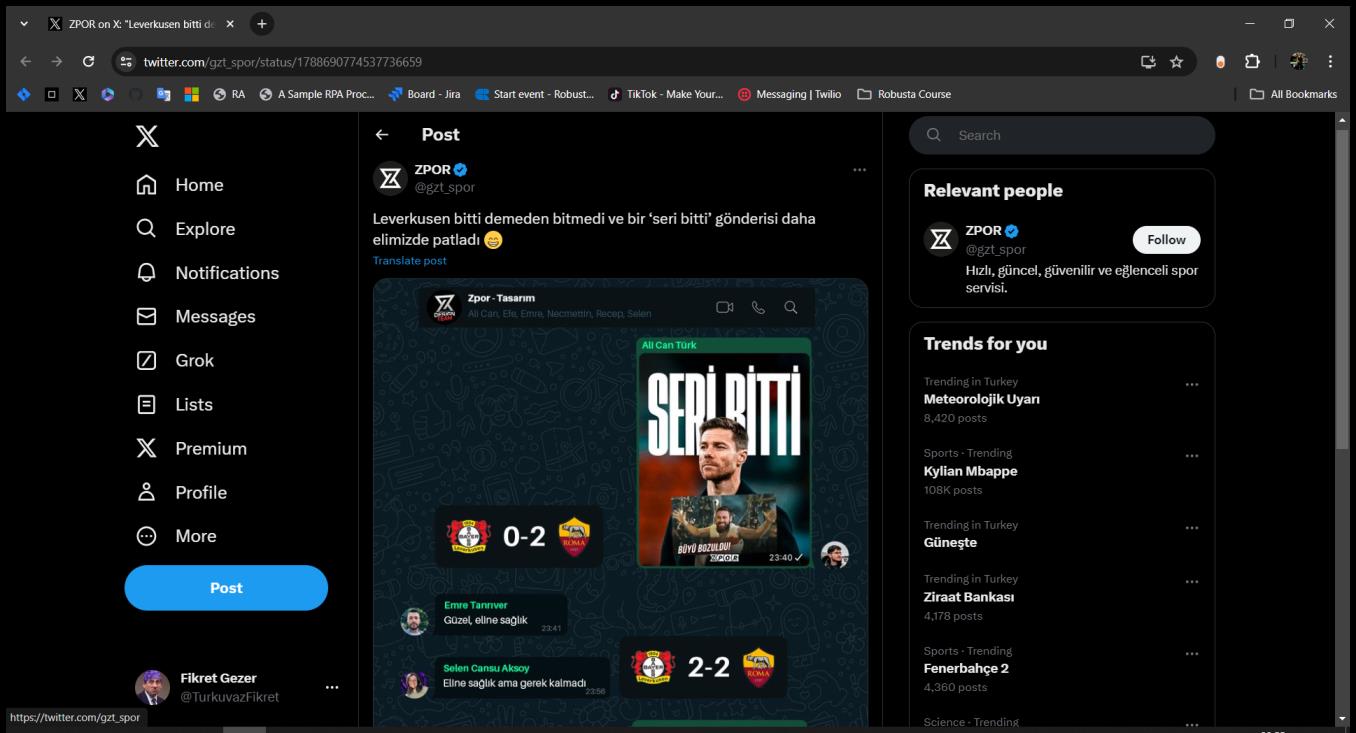 ZPOR on X: "Leverkusen bitti de
twitter.com/gzt_spor/status/1788690774537736659
RA
A Sample RPA Proc...
Board - Jira
Start event - Robust...
TikTok - Make Your...
Messaging | Twilio
Robusta Course
All Bookmarks
Home
Explore
Notifications
Messages
Grok
Lists
Premium
Profile
More
Post
Fikret Gezer
@TurkuvazFikret
https://twitter.com/gzt_spor
Post
ZPOR
@gzt_spor
Leverkusen bitti demeden bitmedi ve bir ‘seri bitti’ gönderisi daha
elimizde patladı 😄
Translate post
Zpor - Tasarım
Ali Can, Efe, Emre, Necmettin, Recep, Selen
DESIGN
TEAM
Ali Can Türk
SERİ BİTTİ
BÜYÜ BOZULDU!
ZPOR
23:40
BAYER
Leverkusen
0-2
ROMA
Emre Tanrıver
Güzel, eline sağlık
23:41
Selen Cansu Aksoy
Eline sağlık ama gerek kalmadı
23:56
BAYER
Leverkusen
2-2
ROMA
Search
Relevant people
ZPOR
@gzt_spor
Follow
Hızlı, güncel, güvenilir ve eğlenceli spor
servisi.
Trends for you
Trending in Turkey
Meteorolojik Uyarı
8,420 posts
Sports · Trending
Kylian Mbappe
108K posts
Trending in Turkey
Güneşte
Trending in Turkey
Ziraat Bankası
4,178 posts
Sports · Trending
Fenerbahçe 2
4,360 posts
Science · Trending